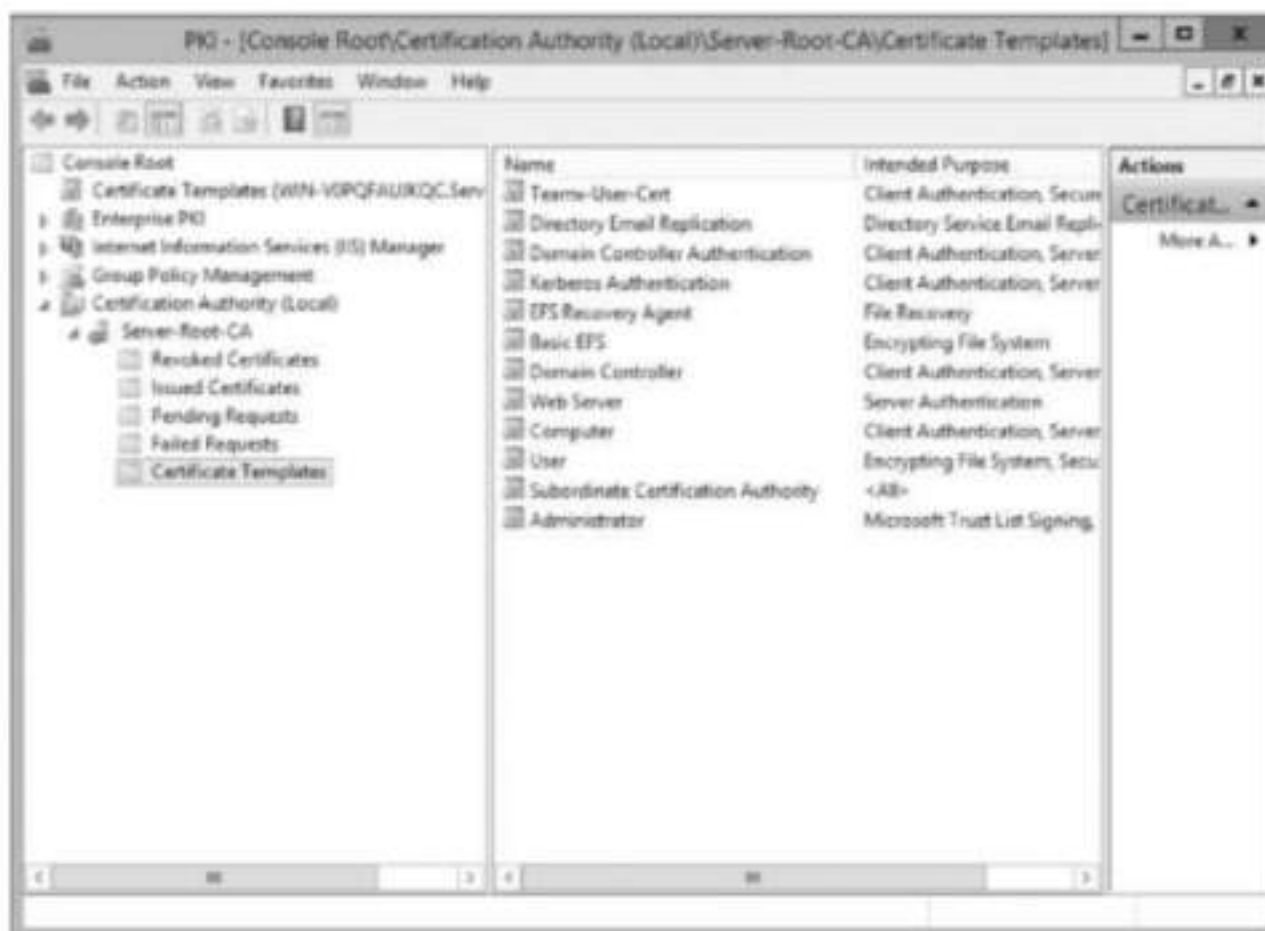 PKI - [Console Root\Certification Authority (Local)\Server-Root-CA\Certificate Templates]
File Action View Favorites Window Help
Console Root
Certificate Templates (WIN-V0PQFAUJKQC.Serv
Enterprise PKI
Internet Information Services (IIS) Manager
Group Policy Management
Certification Authority (Local)
Server-Root-CA
Revoked Certificates
Issued Certificates
Pending Requests
Failed Requests
Certificate Templates
Name Intended Purpose
Client Authentication, Secure
Directory Email Replication Directory Service Email Repli
Domain Controller Authentication Client Authentication, Server
Kerberos Authentication Client Authentication, Server
EFS Recovery Agent File Recovery
Basic EFS Encrypting File System
Domain Controller Client Authentication, Server
Web Server Server Authentication
Computer Client Authentication, Server
User Encrypting File System, Secu
Subordinate Certification Authority <All>
Administrator Microsoft Trust List Signing,
Actions
Certificat...
More A...